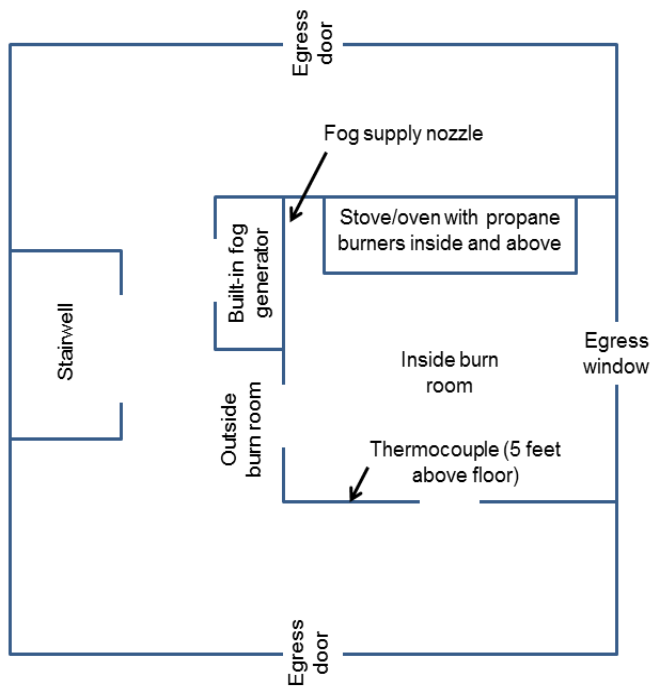 Egress
door
Fog supply nozzle
Stove/oven with propane
burners inside and above
Built-in fog
generator
Stairwell
Egress
window
Inside burn
room
Outside
burn room
Thermocouple (5 feet
above floor)
Egress
door